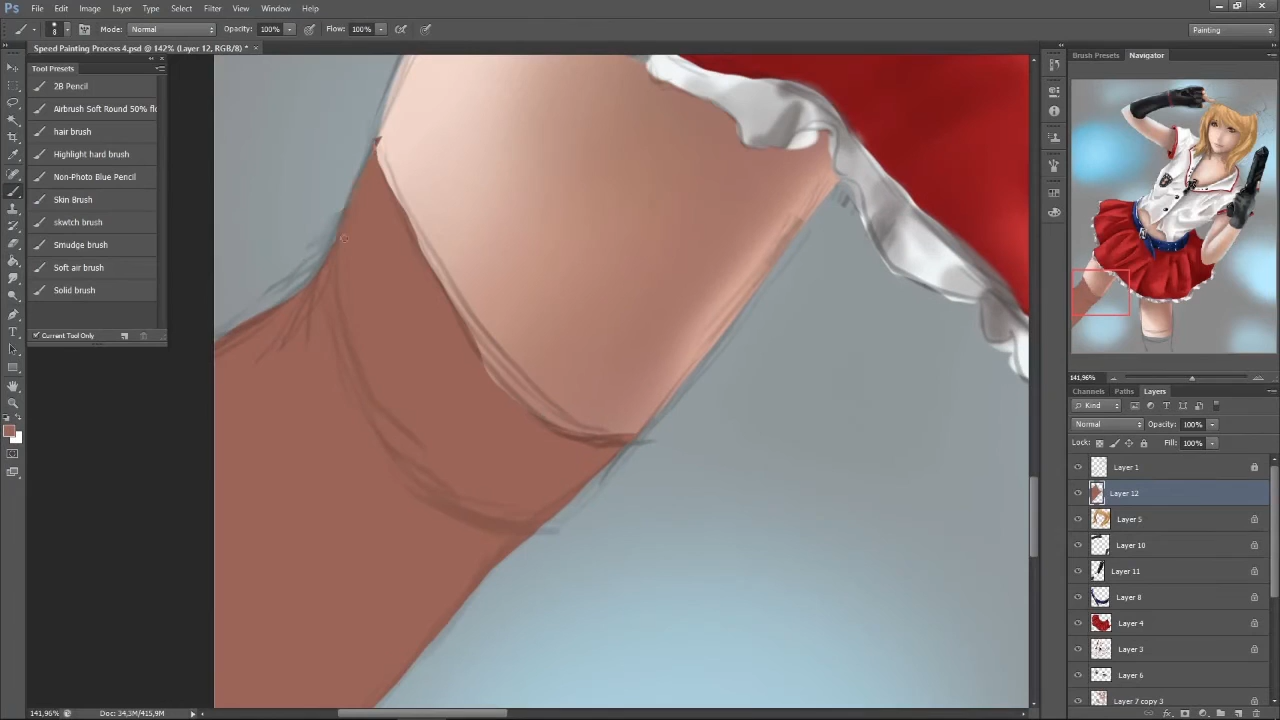 Ps File Edit Image Layer Type Select Filter View Window Help
8 Mode: Normal Opacity: 100% Flow: 100% Painting
Speed Painting Process 4.psd @ 142% (Layer 12, RGB/8) *
Tool Presets
2B Pencil
Airbrush Soft Round 50% fl
hair brush
Highlight hard brush
Non-Photo Blue Pencil
Skin Brush
skwtch brush
Smudge brush
Soft air brush
Solid brush
Current Tool Only
Brush Presets Navigator
141,96%
Channels Paths Layers
Kind
Normal Opacity: 100%
Lock: Fill: 100%
Layer 1
Layer 12
Layer 5
Layer 10
Layer 11
Layer 8
Layer 4
Layer 3
Layer 6
Layer 7 copy 3
141,96% Doc: 34,3M/415,9M